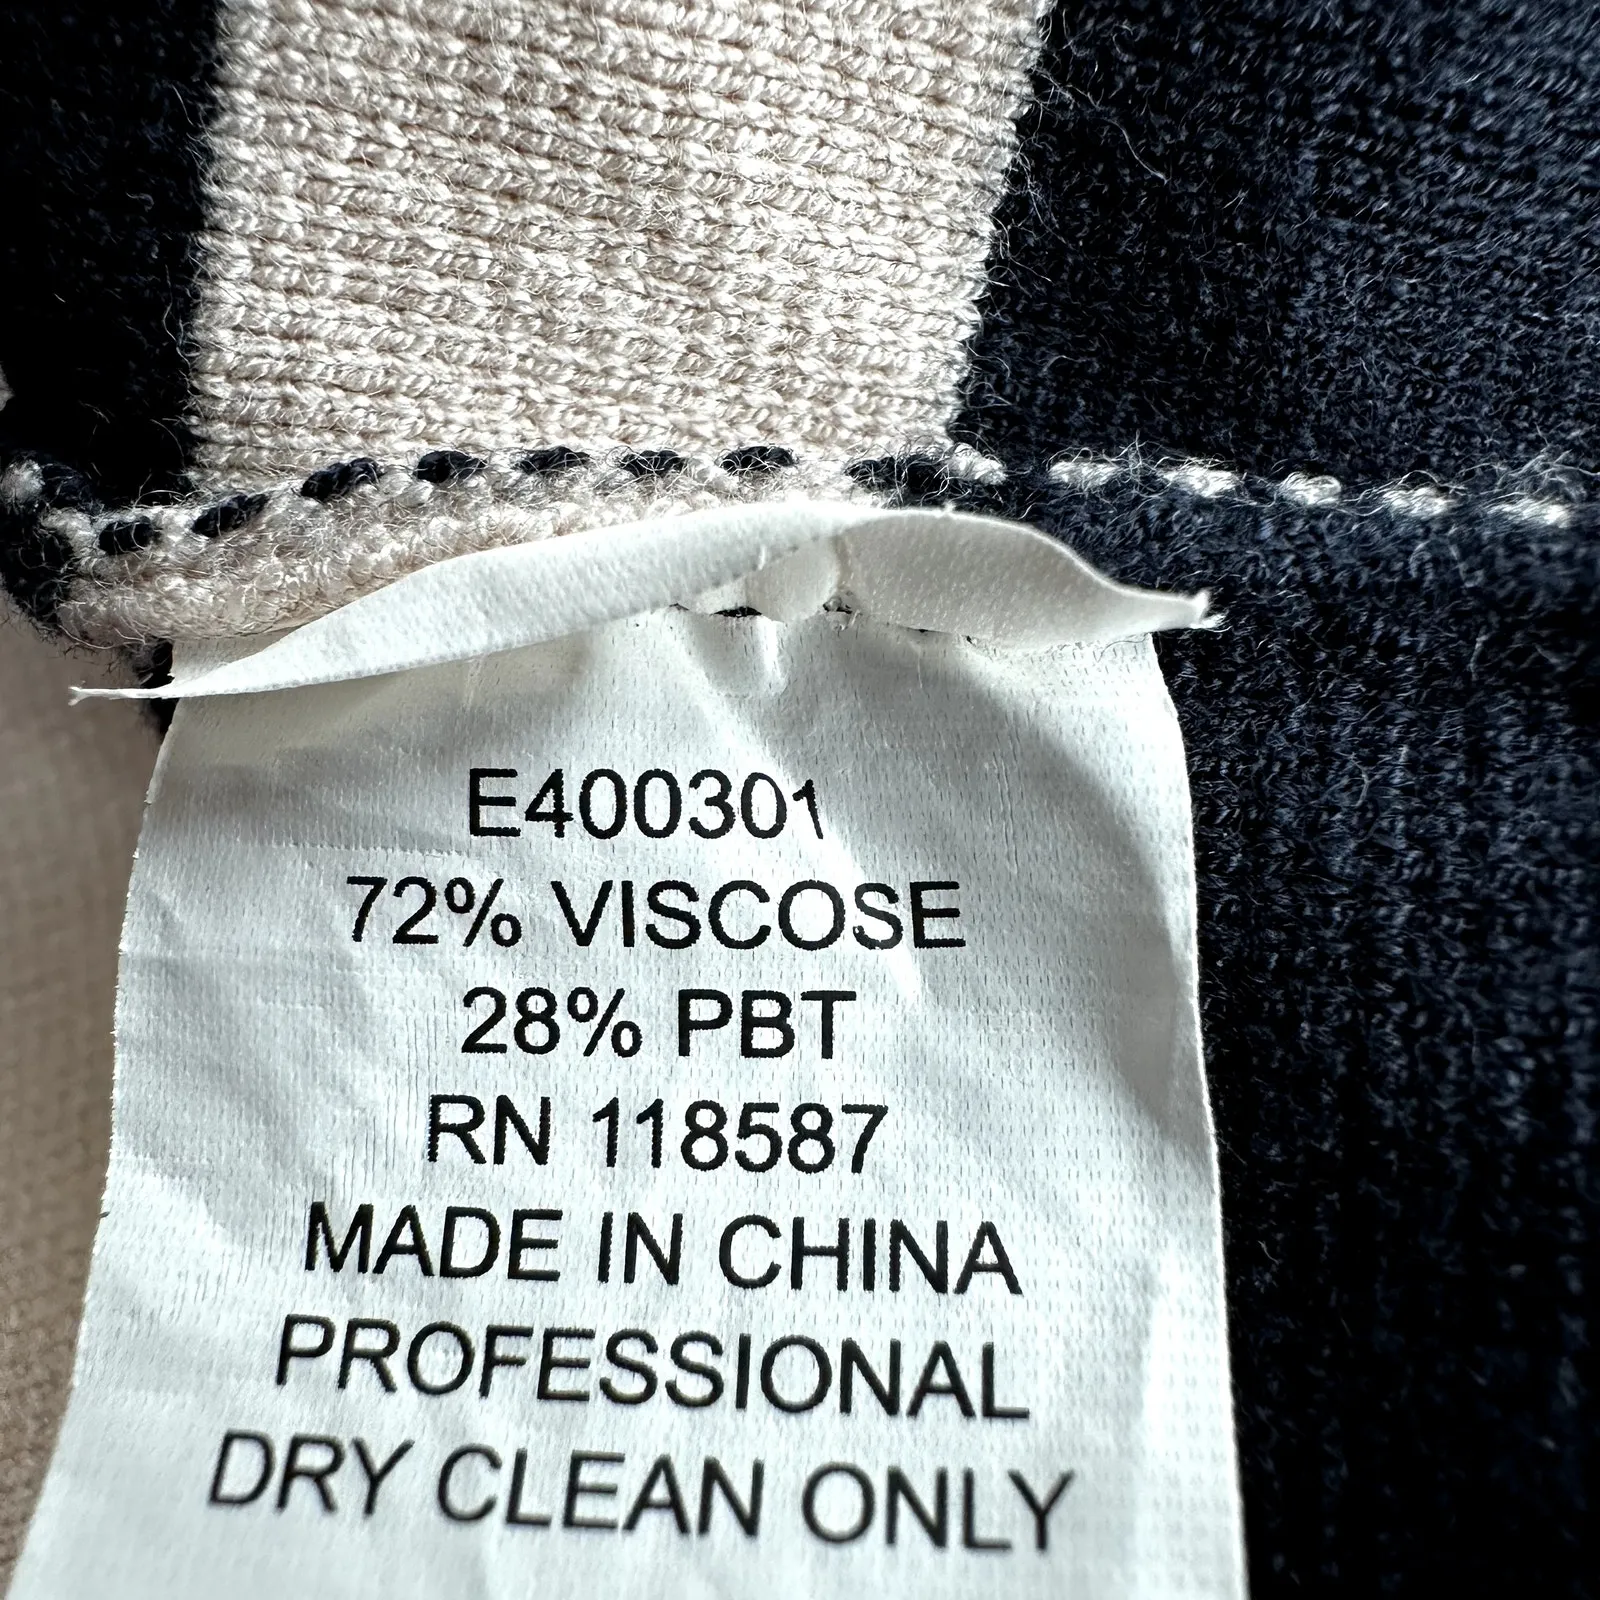 E400301
72% VISCOSE
28% PBT
RN 118587
MADE IN CHINA
PROFESSIONAL
DRY CLEAN ONLY